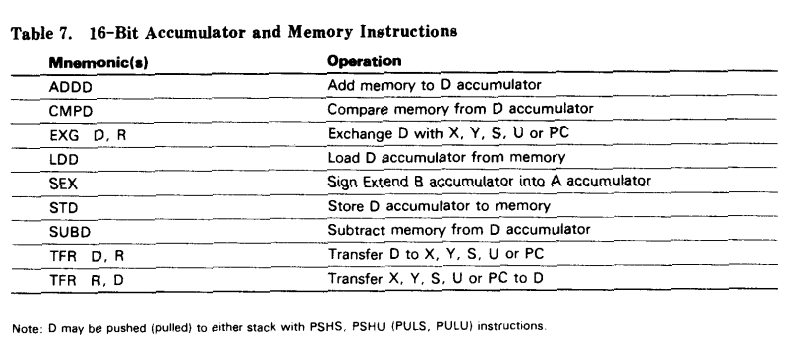 Table 7. 16-Bit Accumulator and Memory Instructions
Mnemonic(s) Operation
ADDD Add memory to D accumulator
CMPD Compare memory from D accumulator
EXG D, R Exchange D with X, Y, S, U or PC
LDD Load D accumulator from memory
SEX Sign Extend B accumulator into A accumulator
STD Store D accumulator to memory
SUBD Subtract memory from D accumulator
TFR D, R Transfer D to X, Y, S, U or PC
TFR R, D Transfer X, Y, S, U or PC to D
Note: D may be pushed (pulled) to either stack with PSHS, PSHU (PULS, PULU) instructions.